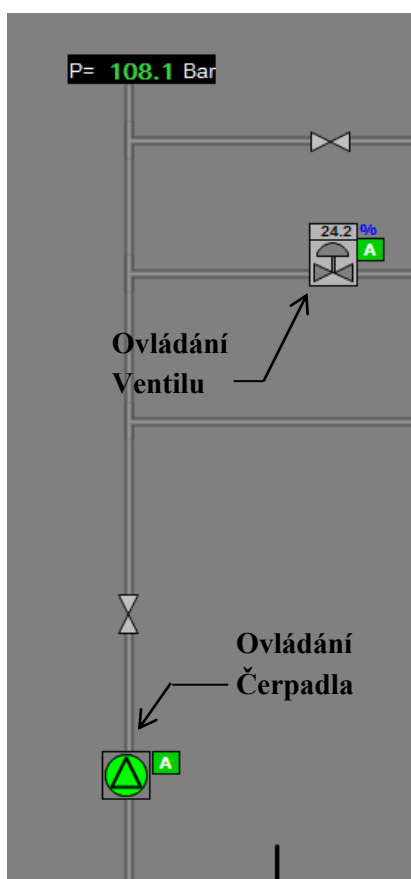 P= 108.1 Bar
24.2 %
A
Ovládání
Ventilu
Ovládání
Čerpadla
A